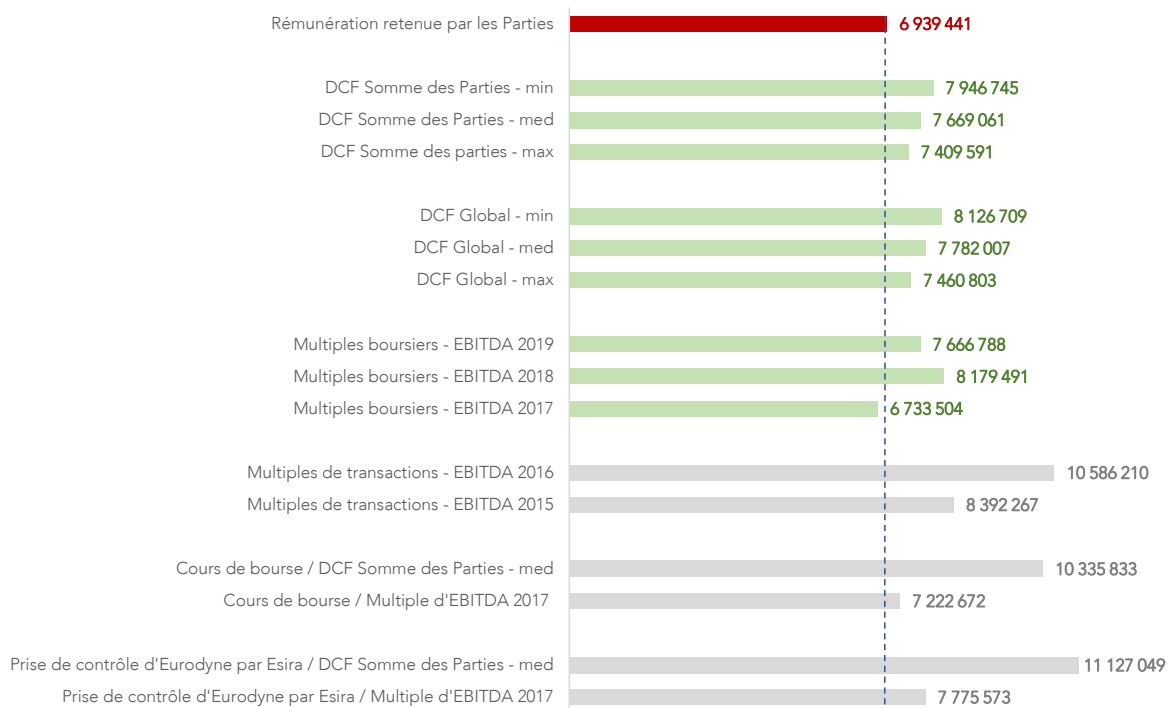 Rémunération retenue par les Parties 6 939 441
DCF Somme des Parties - min 7 946 745
DCF Somme des Parties - med 7 669 061
DCF Somme des parties - max 7 409 591
DCF Global - min 8 126 709
DCF Global - med 7 782 007
DCF Global - max 7 460 803
Multiples boursiers - EBITDA 2019 7 666 788
Multiples boursiers - EBITDA 2018 8 179 491
Multiples boursiers - EBITDA 2017 6 733 504
Multiples de transactions - EBITDA 2016 10 586 210
Multiples de transactions - EBITDA 2015 8 392 267
Cours de bourse / DCF Somme des Parties - med 10 335 833
Cours de bourse / Multiple d'EBITDA 2017 7 222 672
Prise de contrôle d'Eurodyne par Esira / DCF Somme des Parties - med 11 127 049
Prise de contrôle d'Eurodyne par Esira / Multiple d'EBITDA 2017 7 775 573